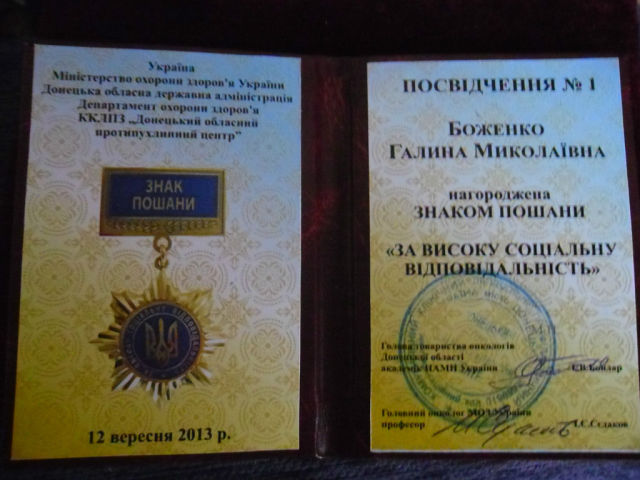 Україна
Міністерство охорони здоров'я України
Донецька обласна державна адміністрація
Департамент охорони здоров'я
ККЛПЗ „Донецький обласний
протипухлинний центр"
ЗНАК
ПОШАНИ
12 вересня 2013 р.
ПОСВІДЧЕННЯ № 1
БОЖЕНКО
ГАЛИНА МИКОЛАЇВНА
нагороджена
ЗНАКОМ ПОШАНИ
«ЗА ВИСОКУ СОЦІАЛЬНУ
ВІДПОВІДАЛЬНІСТЬ»
Голова товариства онкологів
Донецької області
академік НАМН України Бондар
Головний онколог МОЗ України
професор Сєдаков